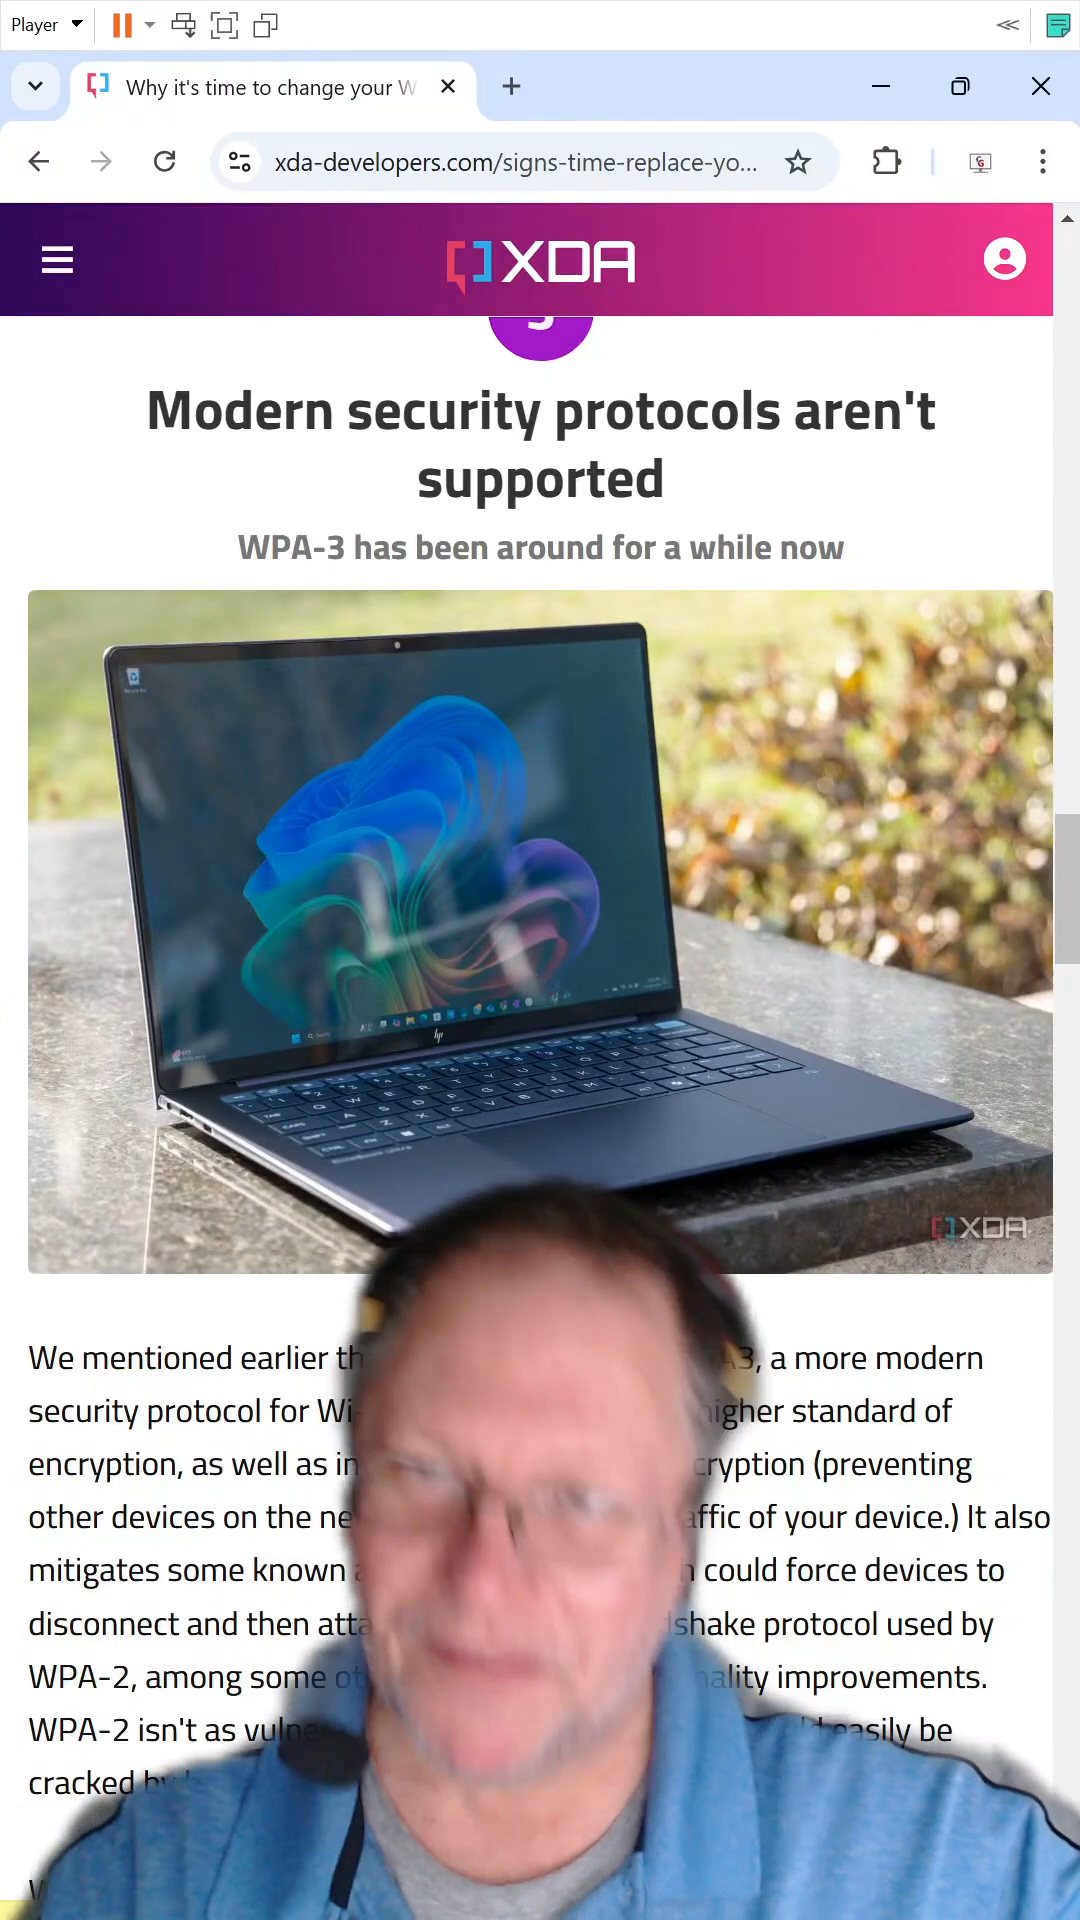 Player
Why it's time to change your W
xda-developers.com/signs-time-replace-yo...
XDA
Modern security protocols aren't
supported
WPA-3 has been around for a while now
hp
XDA
We mentioned earlier th A3, a more modern
security protocol for Wi- higher standard of
encryption, as well as in cryption (preventing
other devices on the ne affic of your device.) It also
mitigates some known could force devices to
disconnect and then atta dshake protocol used by
WPA-2, among some ot nality improvements.
WPA-2 isn't as vulne easily be
cracked by